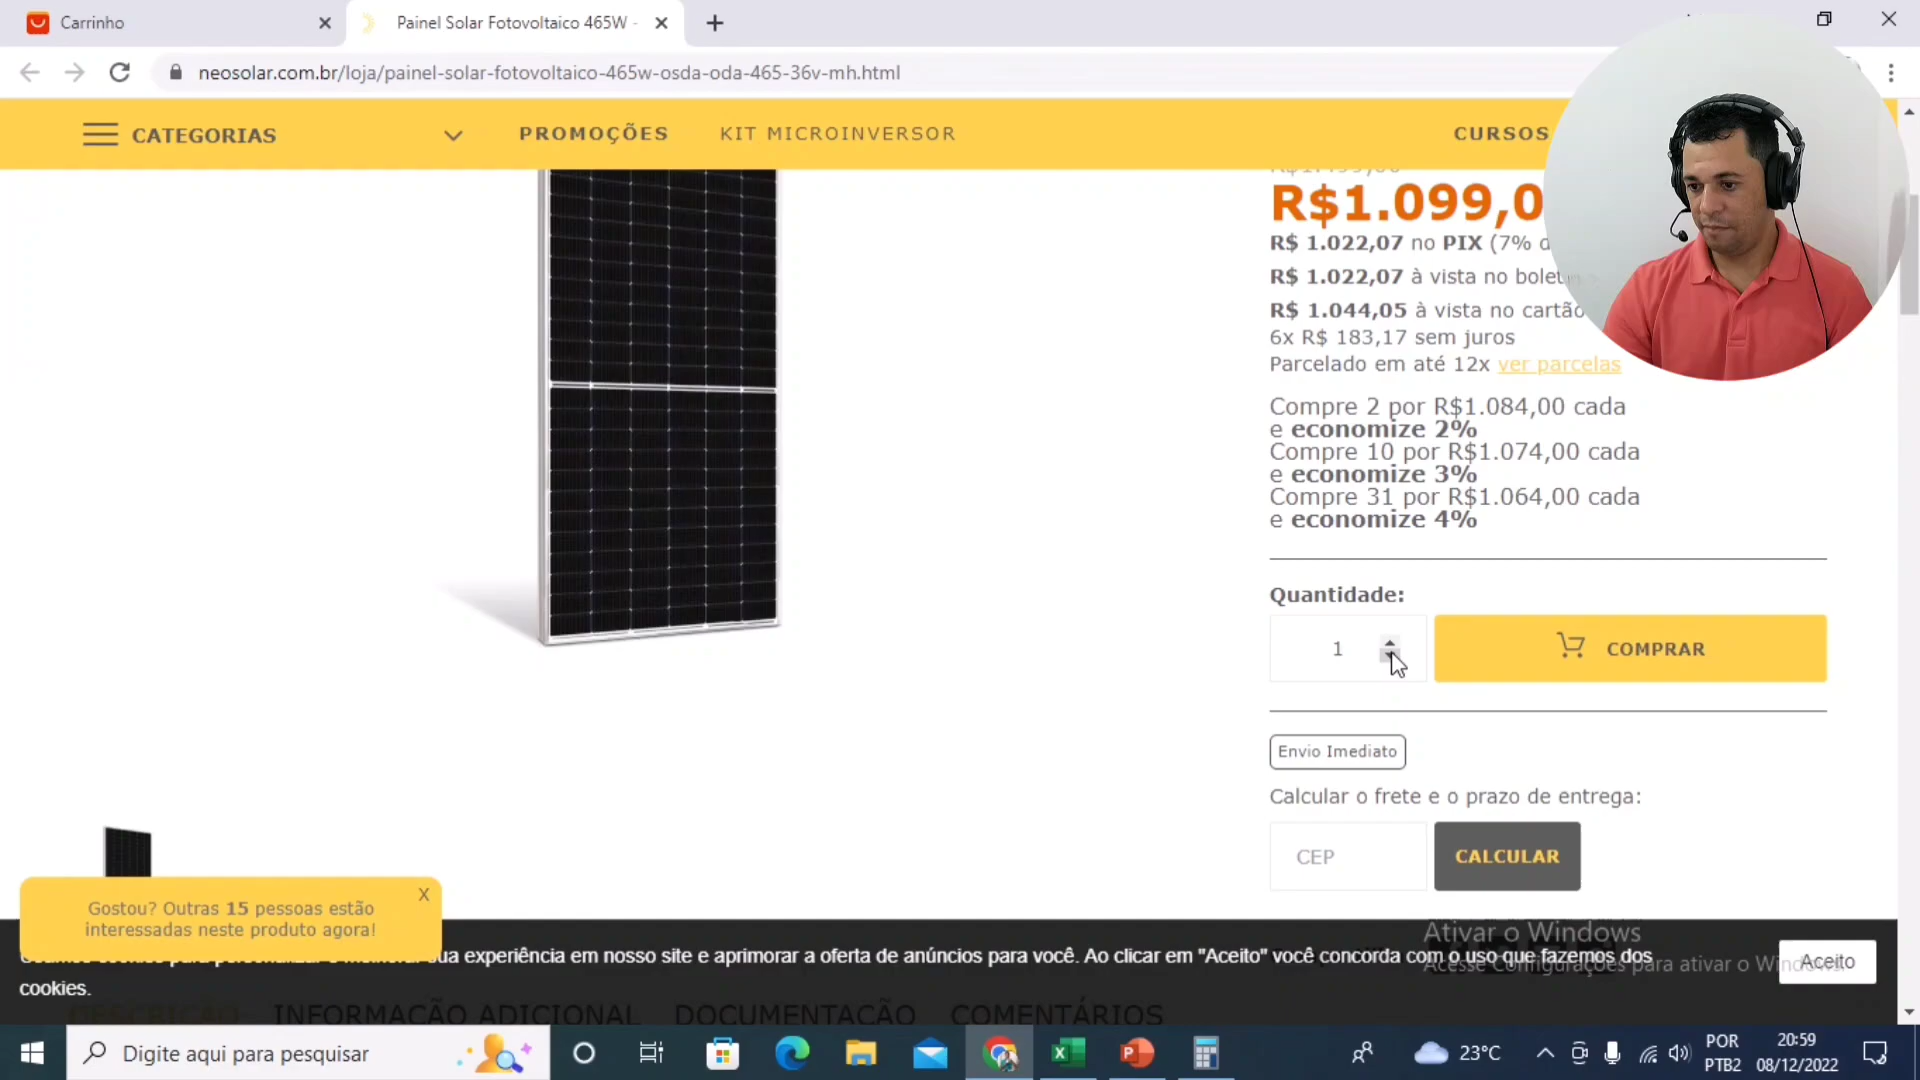 Carrinho
Painel Solar Fotovoltaico 465W -
neosolar.com.br/loja/painel-solar-fotovoltaico-465w-osda-oda-465-36v-mh.html
CATEGORIAS
PROMOÇÕES
KIT MICROINVERSOR
CURSOS
R$1.099,0
R$ 1.022,07 no PIX (7% d
R$ 1.022,07 à vista no bolet
R$ 1.044,05 à vista no cartão
6x R$ 183,17 sem juros
Parcelado em até 12x ver parcelas
Compre 2 por R$1.084,00 cada
e economize 2%
Compre 10 por R$1.074,00 cada
e economize 3%
Compre 31 por R$1.064,00 cada
e economize 4%
Quantidade:
1
COMPRAR
Envio Imediato
Calcular o frete e o prazo de entrega:
CEP
CALCULAR
X
Gostou? Outras 15 pessoas estão
interessadas neste produto agora!
Ativar o Windows
Acesse Configurações para ativar o Windows.
sua experiência em nosso site e aprimorar a oferta de anúncios para você. Ao clicar em "Aceito" você concorda com o uso que fazemos dos
cookies.
Aceito
DESCRIÇÃO
INFORMAÇÃO ADICIONAL
DOCUMENTAÇÃO
COMENTÁRIOS
Digite aqui para pesquisar
23°C
POR
PTB2
20:59
08/12/2022